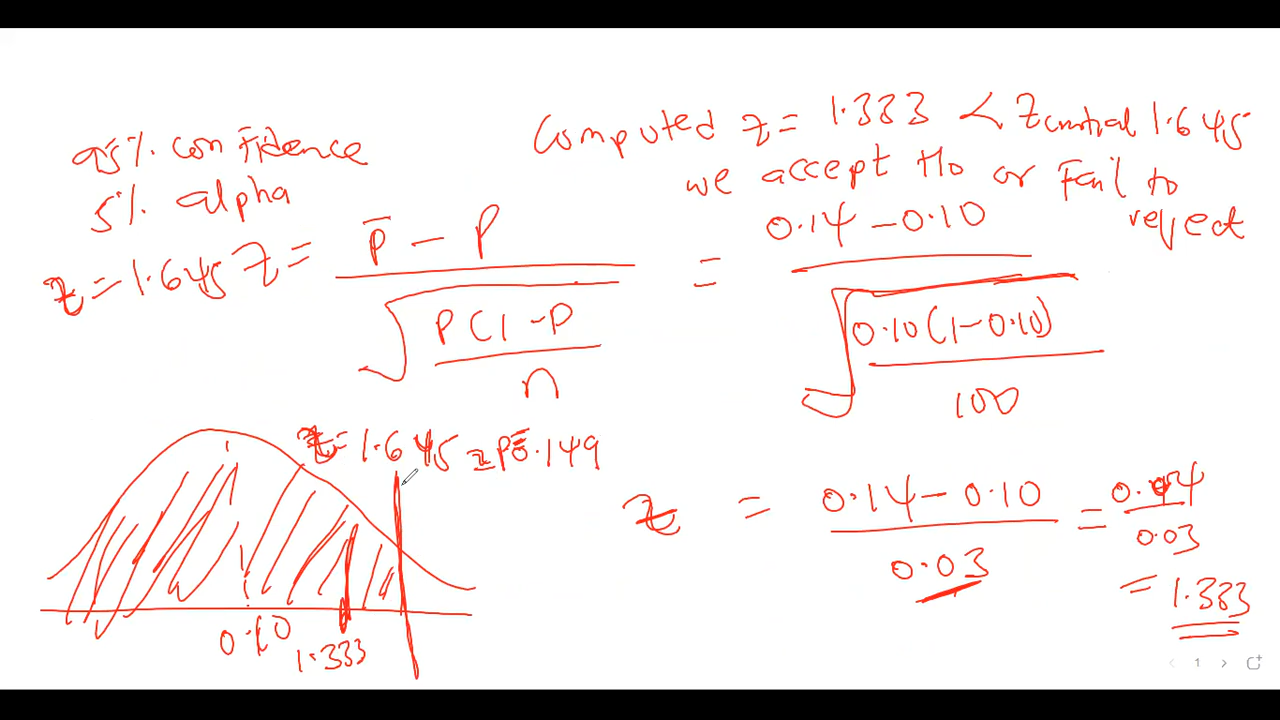 95% confidence
5% alpha
Computed z = 1.333 < Zcritical 1.645
we accept Ho or Fail to
reject
z = 1.645 Z = p̄ - P / √(P(1-P / n) = 0.14 - 0.10 / √(0.10(1-0.10) / 100)
z = 1.645 = p̄ 0.149
z = 0.14 - 0.10 / 0.03 = 0.04 / 0.03
= 1.333
0.10
1.333
1